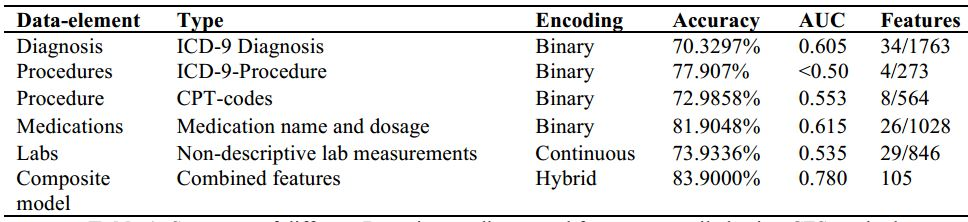 Data-element Type Encoding Accuracy AUC Features
Diagnosis ICD-9 Diagnosis Binary 70.3297% 0.605 34/1763
Procedures ICD-9-Procedure Binary 77.907% <0.50 4/273
Procedure CPT-codes Binary 72.9858% 0.553 8/564
Medications Medication name and dosage Binary 81.9048% 0.615 26/1028
Labs Non-descriptive lab measurements Continuous 73.9336% 0.535 29/846
Composite Combined features Hybrid 83.9000% 0.780 105
model